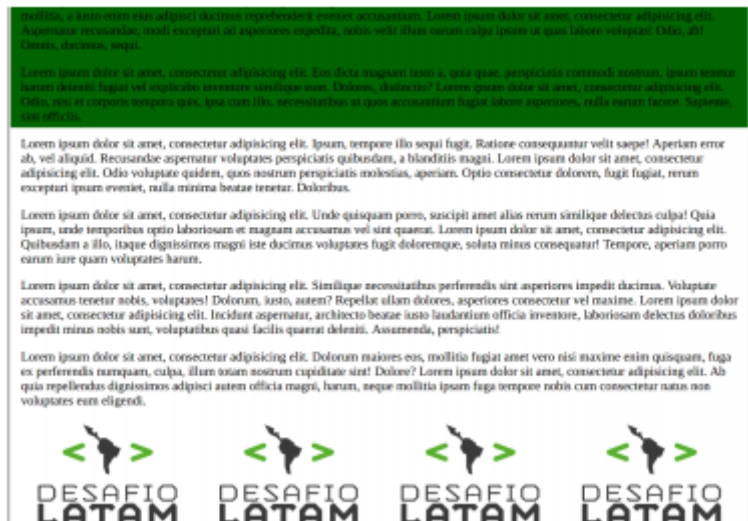 mollitia, a iusto enim eius adipisci ducimus reprehenderit eveniet accusantium. Lorem ipsum dolor sit amet, consectetur adipisicing elit.
Aspernatur recusandae, modi excepturi ad asperiores expedita, nobis velit illum earum culpa ipsum ut quas labore voluptas! Odio, ab!
Omnis, ducimus, sequi.
Lorem ipsum dolor sit amet, consectetur adipisicing elit. Eos dicta magnam iusto a, quia quae, perspiciatis commodi nostrum, ipsum tenetur
harum deleniti fugiat vel explicabo inventore similique eum. Dolores, distinctio? Lorem ipsum dolor sit amet, consectetur adipisicing elit.
Odio, nisi et corporis tempora quis, ipsa cum illo, necessitatibus ut quos accusantium fugiat labore asperiores, nulla earum facere. Sapiente,
sint officiis.
Lorem ipsum dolor sit amet, consectetur adipisicing elit. Ipsum, tempore illo sequi fugit. Ratione consequuntur velit saepe! Aperiam error
ab, vel aliquid. Recusandae aspernatur voluptates perspiciatis quibusdam, a blanditiis magni. Lorem ipsum dolor sit amet, consectetur
adipisicing elit. Odio voluptate quidem, quos nostrum perspiciatis molestias, aperiam. Optio consectetur dolorem, fugit fugiat, rerum
excepturi ipsum eveniet, nulla minima beatae tenetur. Doloribus.
Lorem ipsum dolor sit amet, consectetur adipisicing elit. Unde quisquam porro, suscipit amet alias rerum similique delectus culpa! Quia
ipsum, unde temporibus optio laboriosam et magnam accusamus vel sint quaerat. Lorem ipsum dolor sit amet, consectetur adipisicing elit.
Quibusdam a illo, itaque dignissimos magni iste ducimus voluptates fugit doloremque, soluta minus consequatur! Tempore, aperiam porro
earum iure quam voluptates harum.
Lorem ipsum dolor sit amet, consectetur adipisicing elit. Similique necessitatibus perferendis sint asperiores impedit ducimus. Voluptate
accusamus tenetur nobis, voluptates! Dolorum, iusto, autem? Repellat ullam dolores, asperiores consectetur vel maxime. Lorem ipsum dolor
sit amet, consectetur adipisicing elit. Incidunt aspernatur, architecto beatae iusto laudantium officia inventore, laboriosam delectus doloribus
impedit minus nobis sunt, voluptatibus quasi facilis quaerat deleniti. Assumenda, perspiciatis!
Lorem ipsum dolor sit amet, consectetur adipisicing elit. Dolorum maiores eos, mollitia fugiat amet vero nisi maxime enim quisquam, fuga
ex perferendis numquam, culpa, illum totam nostrum cupiditate sint! Dolore? Lorem ipsum dolor sit amet, consectetur adipisicing elit. Ab
quia repellendus dignissimos adipisci autem officia magni, harum, neque mollitia ipsam fuga tempore nobis cum consectetur natus non
voluptates eum eligendi.
DESAFIO DESAFIO DESAFIO DESAFIO
LATAM LATAM LATAM LATAM